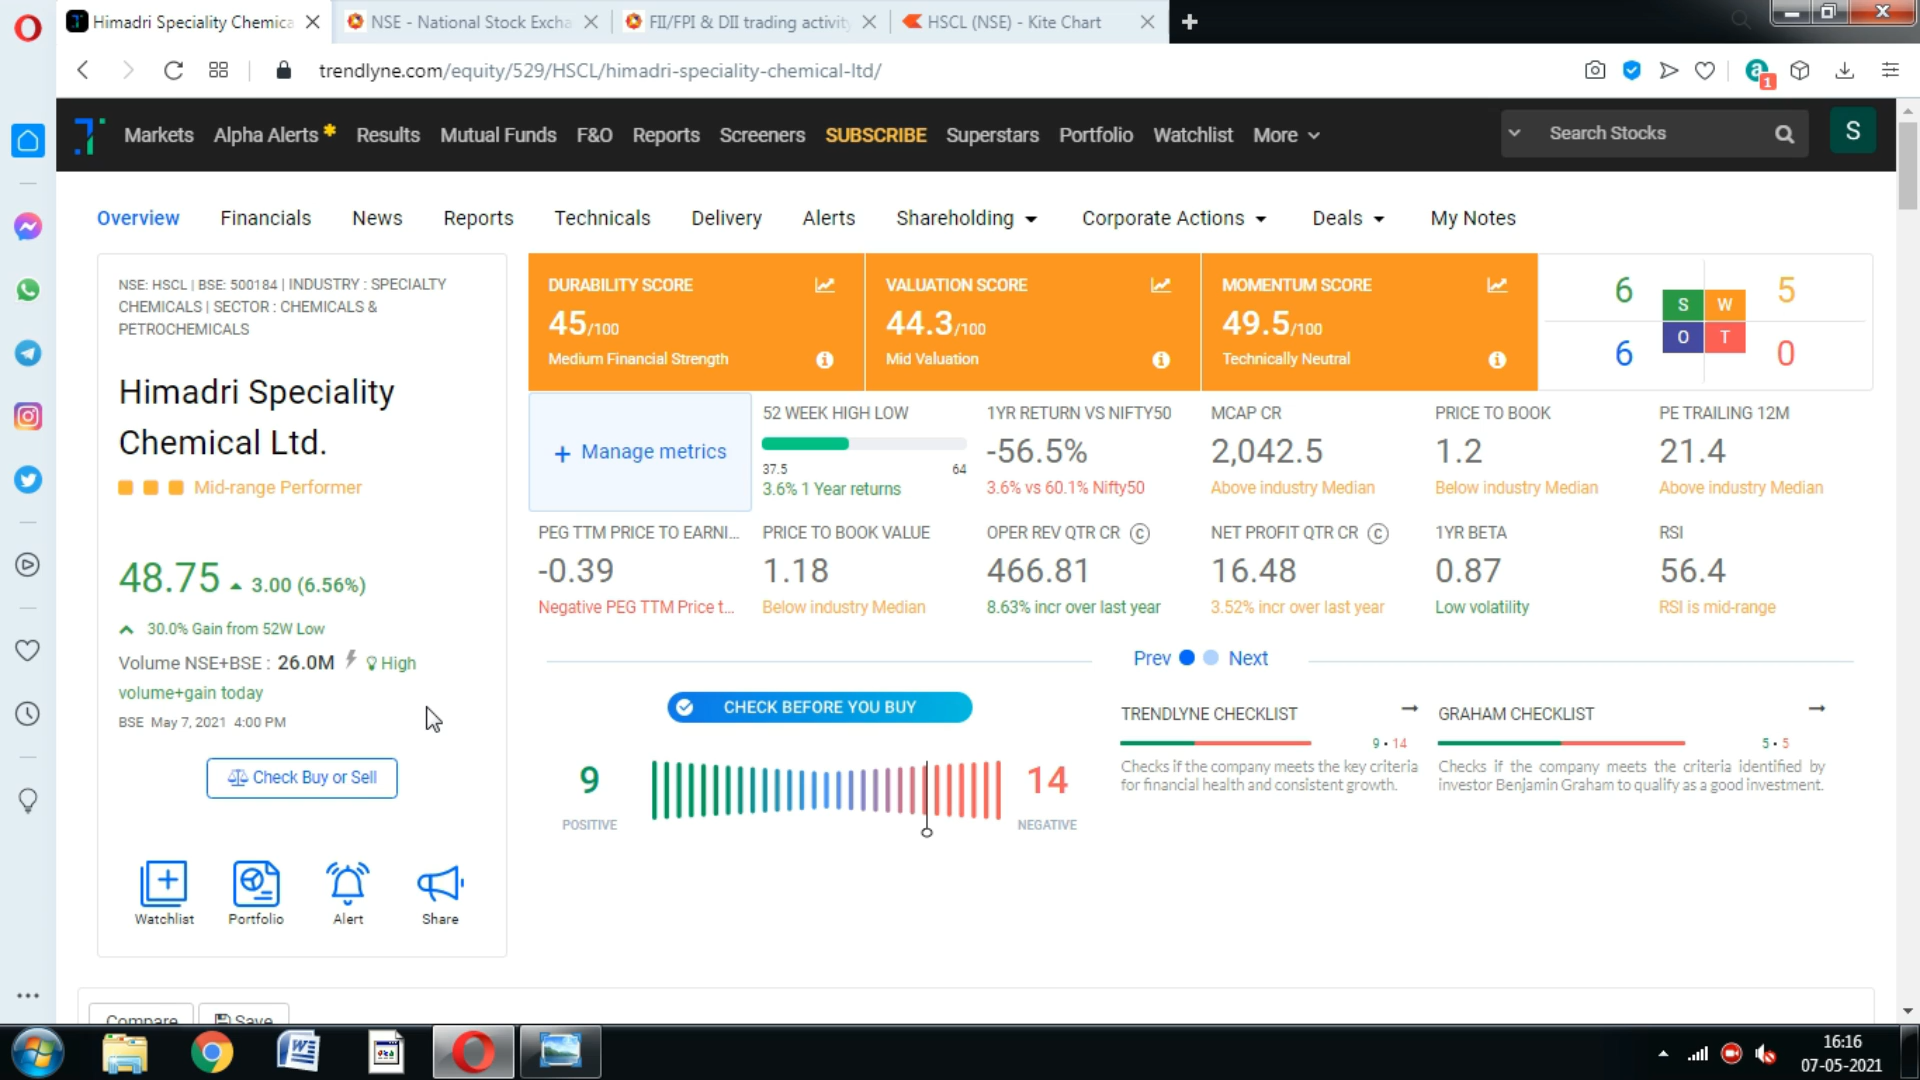 Himadri Speciality Chemica
NSE - National Stock Excha
FII/FPI & DII trading activity
HSCL (NSE) - Kite Chart
trendlyne.com/equity/529/HSCL/himadri-speciality-chemical-ltd/
1
Markets Alpha Alerts Results Mutual Funds F&O Reports Screeners SUBSCRIBE Superstars Portfolio Watchlist More
Search Stocks
S
Overview Financials News Reports Technicals Delivery Alerts Shareholding Corporate Actions Deals My Notes
NSE: HSCL | BSE: 500184 | INDUSTRY : SPECIALTY
CHEMICALS | SECTOR : CHEMICALS &
PETROCHEMICALS
Himadri Speciality
Chemical Ltd.
Mid-range Performer
48.75 3.00 (6.56%)
30.0% Gain from 52W Low
Volume NSE+BSE : 26.0M High
volume+gain today
BSE May 7, 2021 4:00 PM
Check Buy or Sell
Watchlist Portfolio Alert Share
DURABILITY SCORE
45/100
Medium Financial Strength
VALUATION SCORE
44.3/100
Mid Valuation
MOMENTUM SCORE
49.5/100
Technically Neutral
6 S W 5
6 O T 0
+ Manage metrics
52 WEEK HIGH LOW
37.5 64
3.6% 1 Year returns
1YR RETURN VS NIFTY50
-56.5%
3.6% vs 60.1% Nifty50
MCAP CR
2,042.5
Above industry Median
PRICE TO BOOK
1.2
Below industry Median
PE TRAILING 12M
21.4
Above industry Median
PEG TTM PRICE TO EARNI...
-0.39
Negative PEG TTM Price t...
PRICE TO BOOK VALUE
1.18
Below industry Median
OPER REV QTR CR C
466.81
8.63% incr over last year
NET PROFIT QTR CR C
16.48
3.52% incr over last year
1YR BETA
0.87
Low volatility
RSI
56.4
RSI is mid-range
Prev Next
CHECK BEFORE YOU BUY
9
POSITIVE
14
NEGATIVE
TRENDLYNE CHECKLIST
9 • 14
Checks if the company meets the key criteria
for financial health and consistent growth.
GRAHAM CHECKLIST
5 • 5
Checks if the company meets the criteria identified by
investor Benjamin Graham to qualify as a good investment.
Compare Save
16:16
07-05-2021